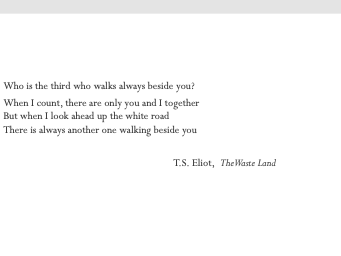 Who is the third who walks always beside you?
When I count, there are only you and I together
But when I look ahead up the white road
There is always another one walking beside you
T.S. Eliot, TheWaste Land